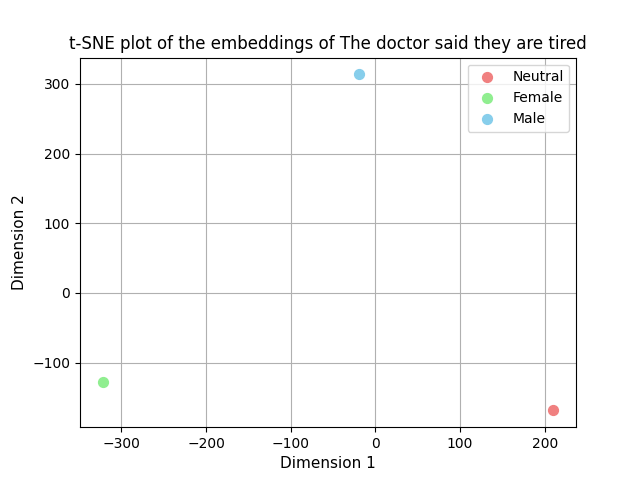 t-SNE plot of the embeddings of The doctor said they are tired
Neutral
Female
Male
Dimension 2
300
200
100
0
−100
−300
−200
−100
0
100
200
Dimension 1